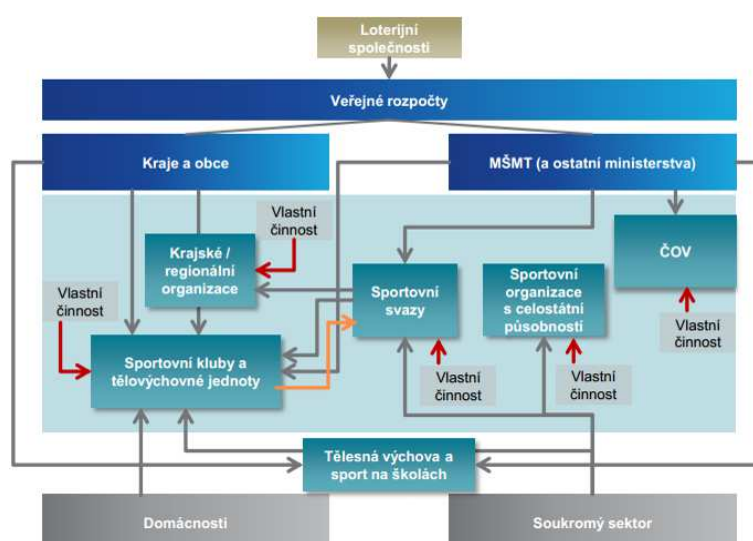 Loterijní
společnosti
Veřejné rozpočty
Kraje a obce
MŠMT (a ostatní ministerstva)
Vlastní
činnost
Krajské /
regionální
organizace
ČOV
Sportovní
svazy
Sportovní
organizace
s celostátní
působností
Vlastní
činnost
Vlastní
činnost
Sportovní kluby a
tělovýchovné jednoty
Vlastní
činnost
Vlastní
činnost
Tělesná výchova a
sport na školách
Domácnosti
Soukromý sektor